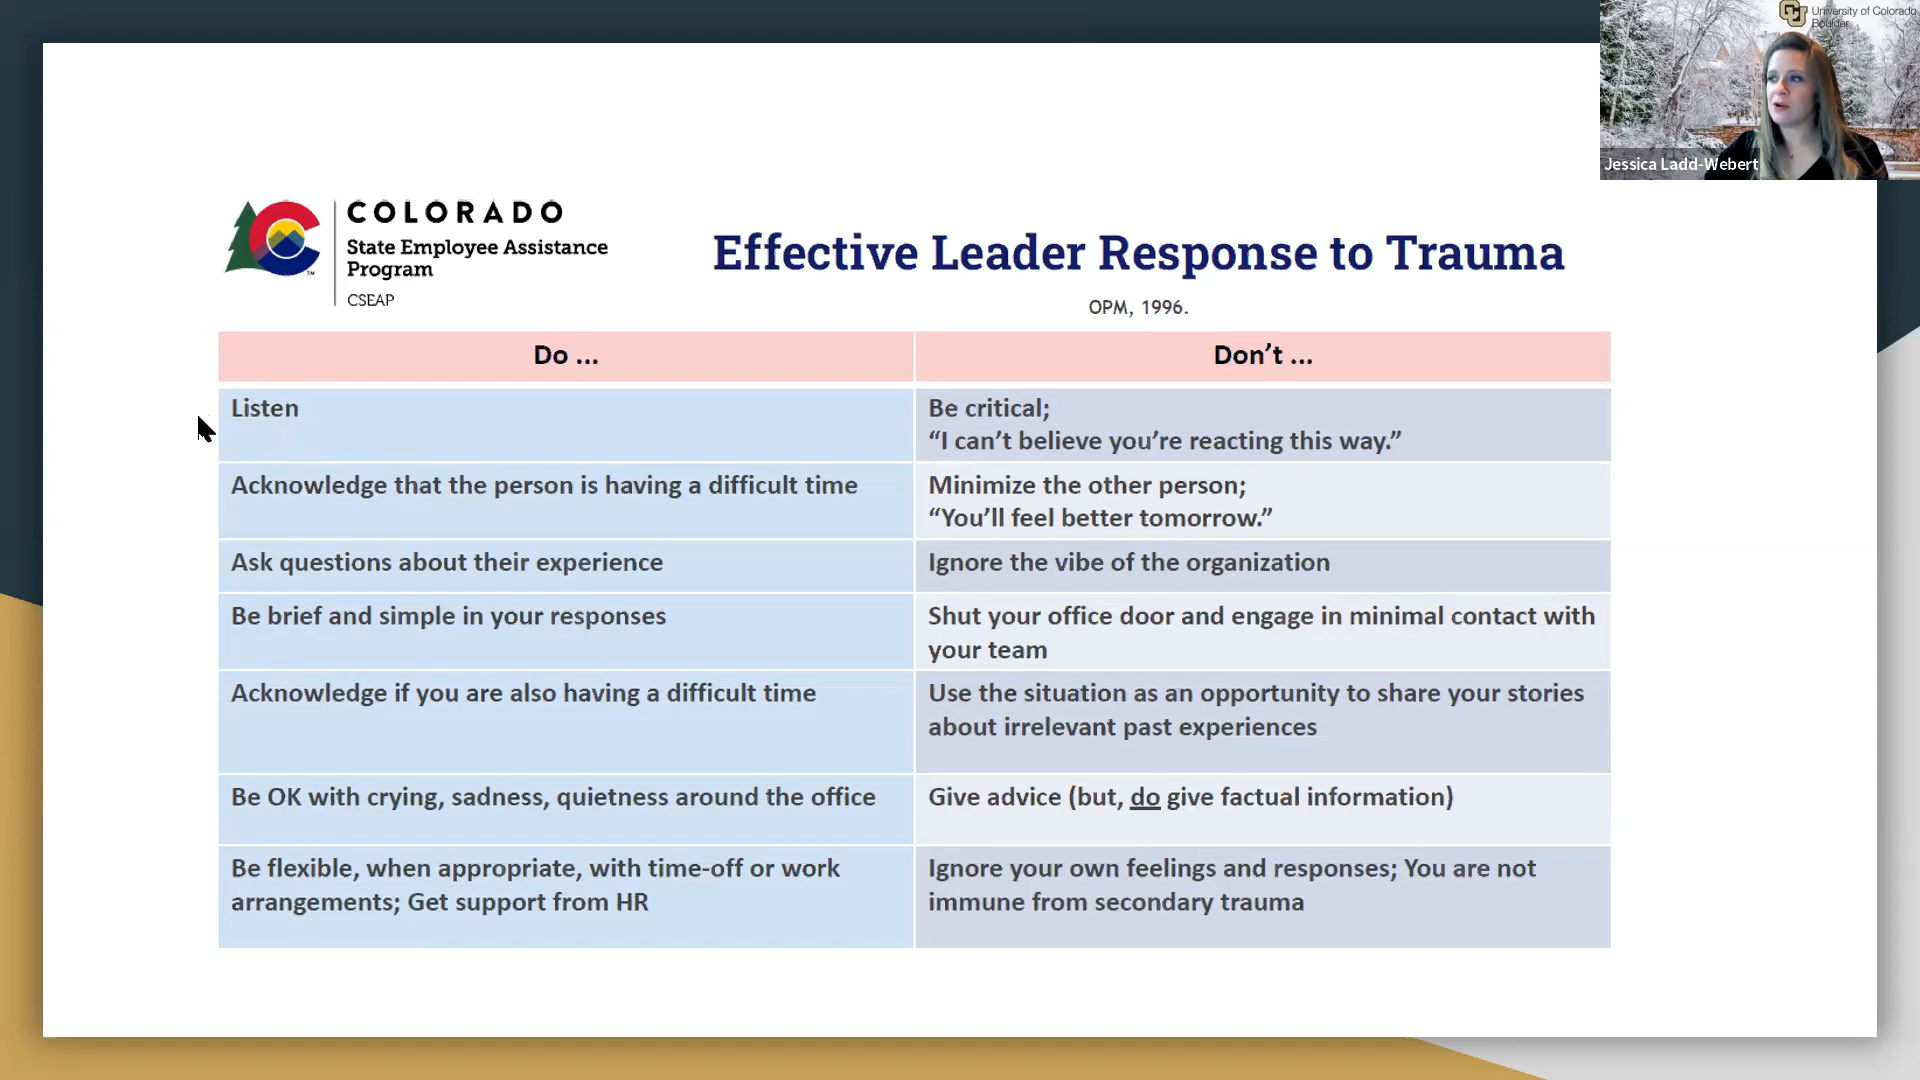 University of Colorado
Boulder
Jessica Ladd-Webert
COLORADO
State Employee Assistance
Program
CSEAP
TM
Effective Leader Response to Trauma
OPM, 1996.
Do ...
Don’t ...
Listen
Be critical;
“I can’t believe you’re reacting this way.”
Acknowledge that the person is having a difficult time
Minimize the other person;
“You’ll feel better tomorrow.”
Ask questions about their experience
Ignore the vibe of the organization
Be brief and simple in your responses
Shut your office door and engage in minimal contact with
your team
Acknowledge if you are also having a difficult time
Use the situation as an opportunity to share your stories
about irrelevant past experiences
Be OK with crying, sadness, quietness around the office
Give advice (but, do give factual information)
Be flexible, when appropriate, with time-off or work
arrangements; Get support from HR
Ignore your own feelings and responses; You are not
immune from secondary trauma